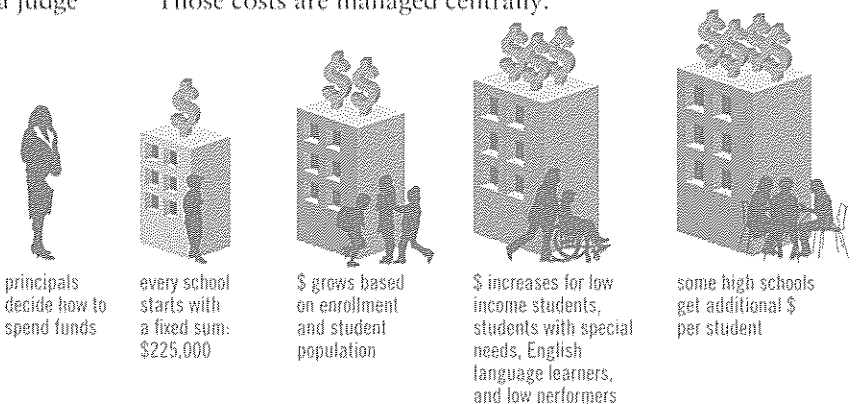 a judge
Those costs are managed centrally.
$
$$
$$$
$$$$
principals
decide how to
spend funds
every school
starts with
a fixed sum:
$225,000
$ grows based
on enrollment
and student
population
$ increases for low
income students,
students with special
needs, English
language learners,
and low performers
some high schools
get additional $
per student